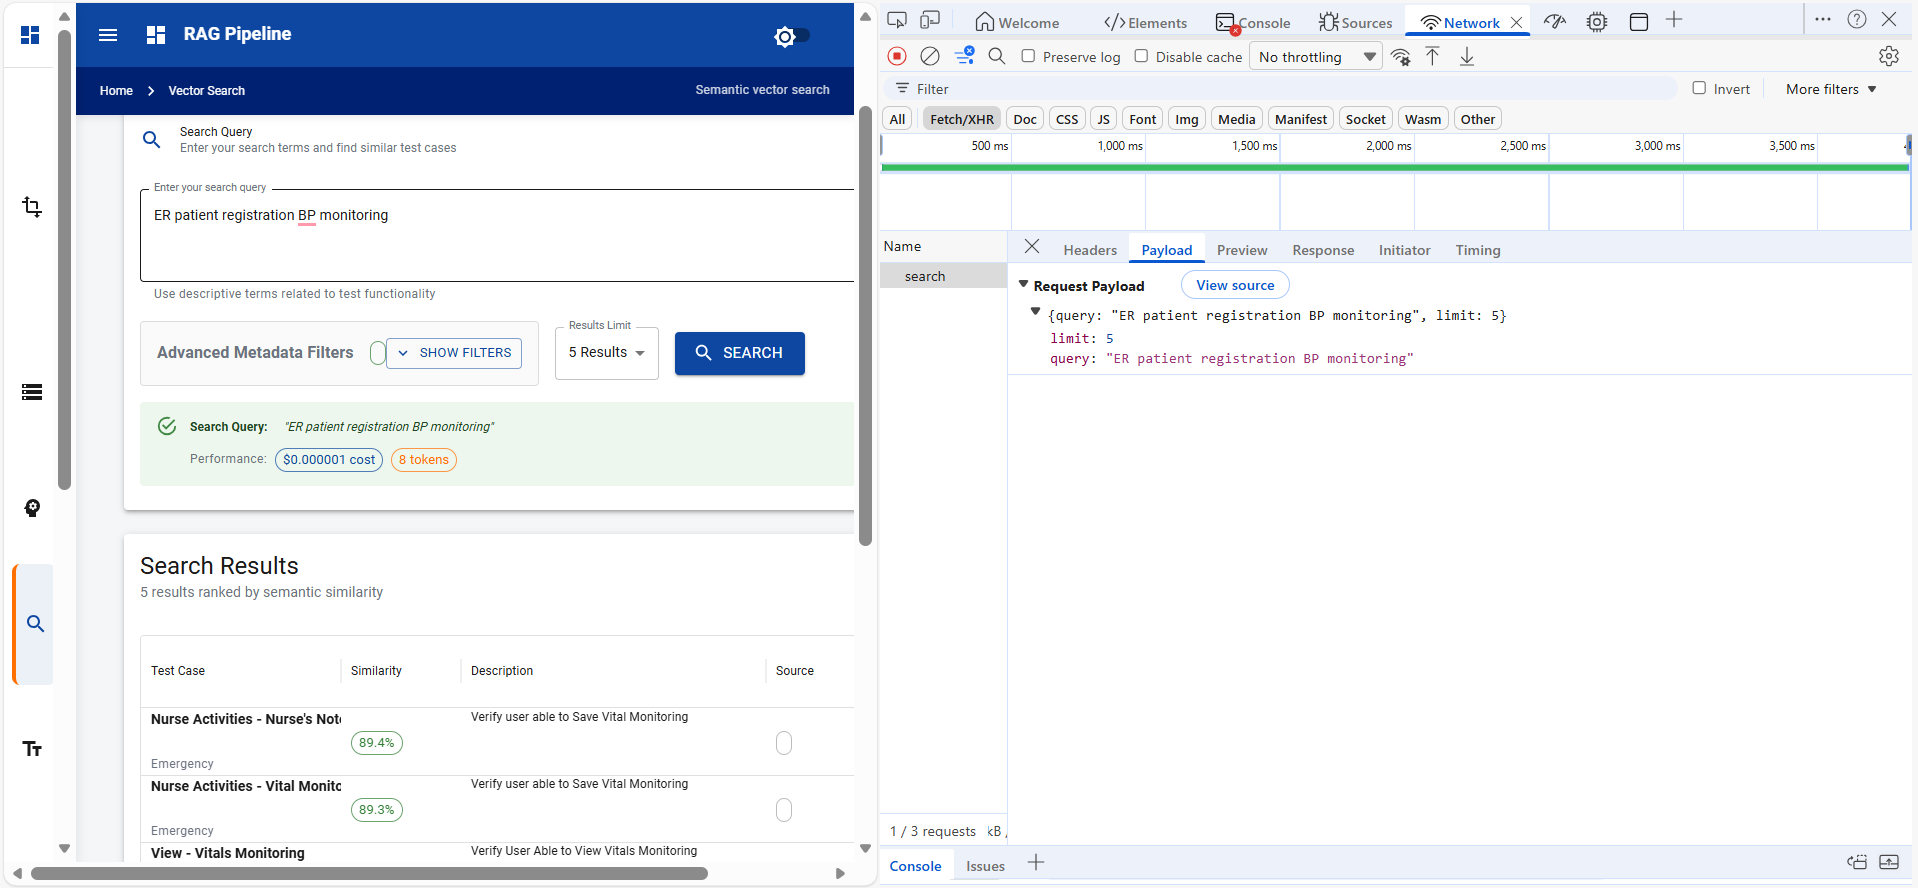 RAG Pipeline
Home
Vector Search
Semantic vector search
Search Query
Enter your search terms and find similar test cases
Enter your search query
ER patient registration BP monitoring
Use descriptive terms related to test functionality
Advanced Metadata Filters
SHOW FILTERS
Results Limit
5 Results
SEARCH
Search Query: "ER patient registration BP monitoring"
Performance: $0.000001 cost 8 tokens
Search Results
5 results ranked by semantic similarity
Test Case Similarity Description Source
Nurse Activities - Nurse's Not
Verify user able to Save Vital Monitoring
89.4%
Emergency
Nurse Activities - Vital Monito
Verify user able to Save Vital Monitoring
89.3%
Emergency
View - Vitals Monitoring
Verify User Able to View Vitals Monitoring
Welcome Elements Console Sources Network
Preserve log Disable cache No throttling
Filter Invert More filters
All Fetch/XHR Doc CSS JS Font Img Media Manifest Socket Wasm Other
500 ms 1,000 ms 1,500 ms 2,000 ms 2,500 ms 3,000 ms 3,500 ms
Name
search
Headers Payload Preview Response Initiator Timing
Request Payload View source
{query: "ER patient registration BP monitoring", limit: 5}
limit: 5
query: "ER patient registration BP monitoring"
1 / 3 requests kB
Console Issues